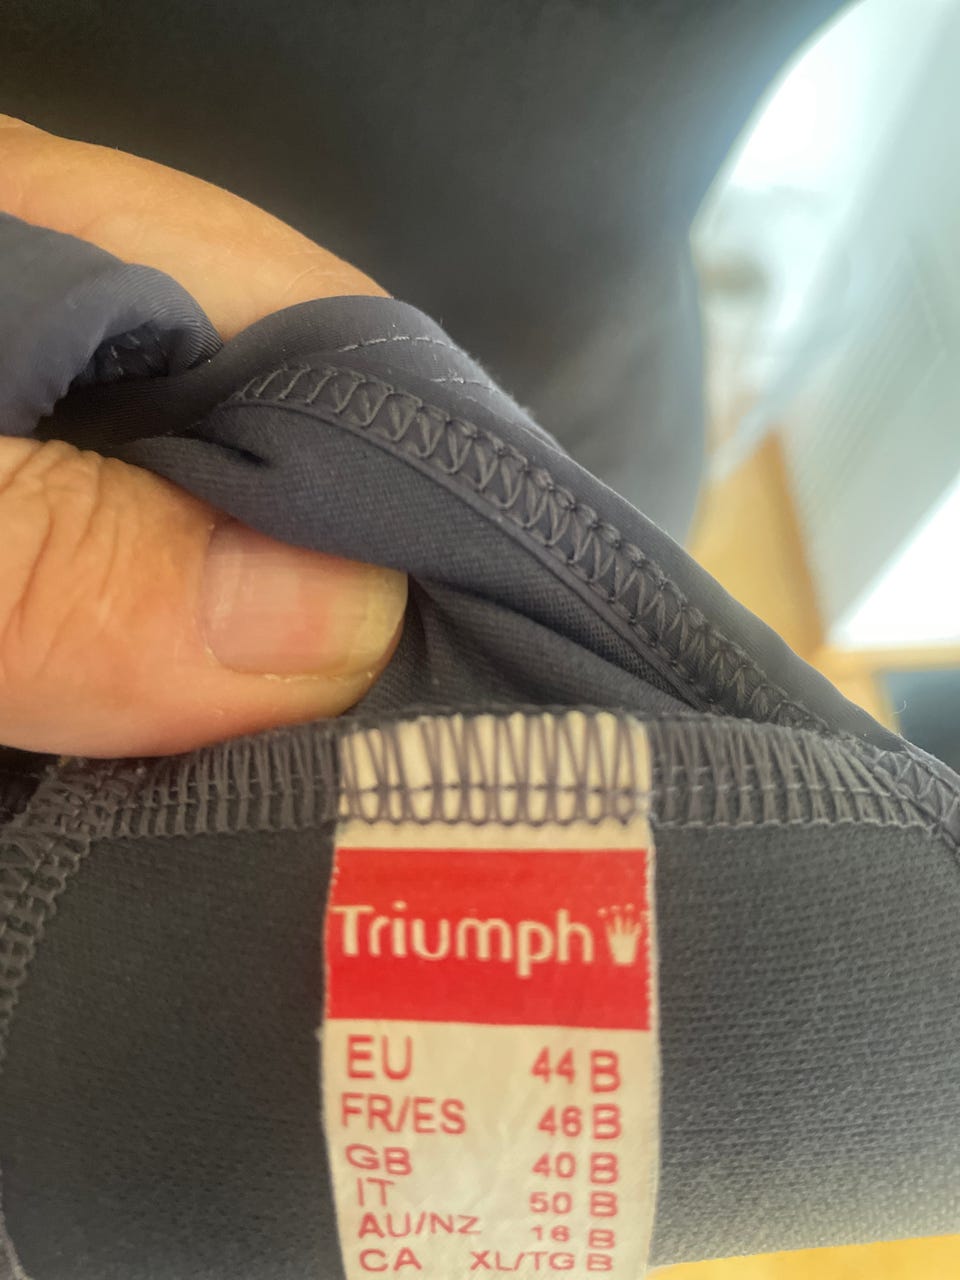 Triumph
EU 44 B
FR/ES 46 B
GB 40 B
IT 50 B
AU/NZ 18 B
CA XL/TG B